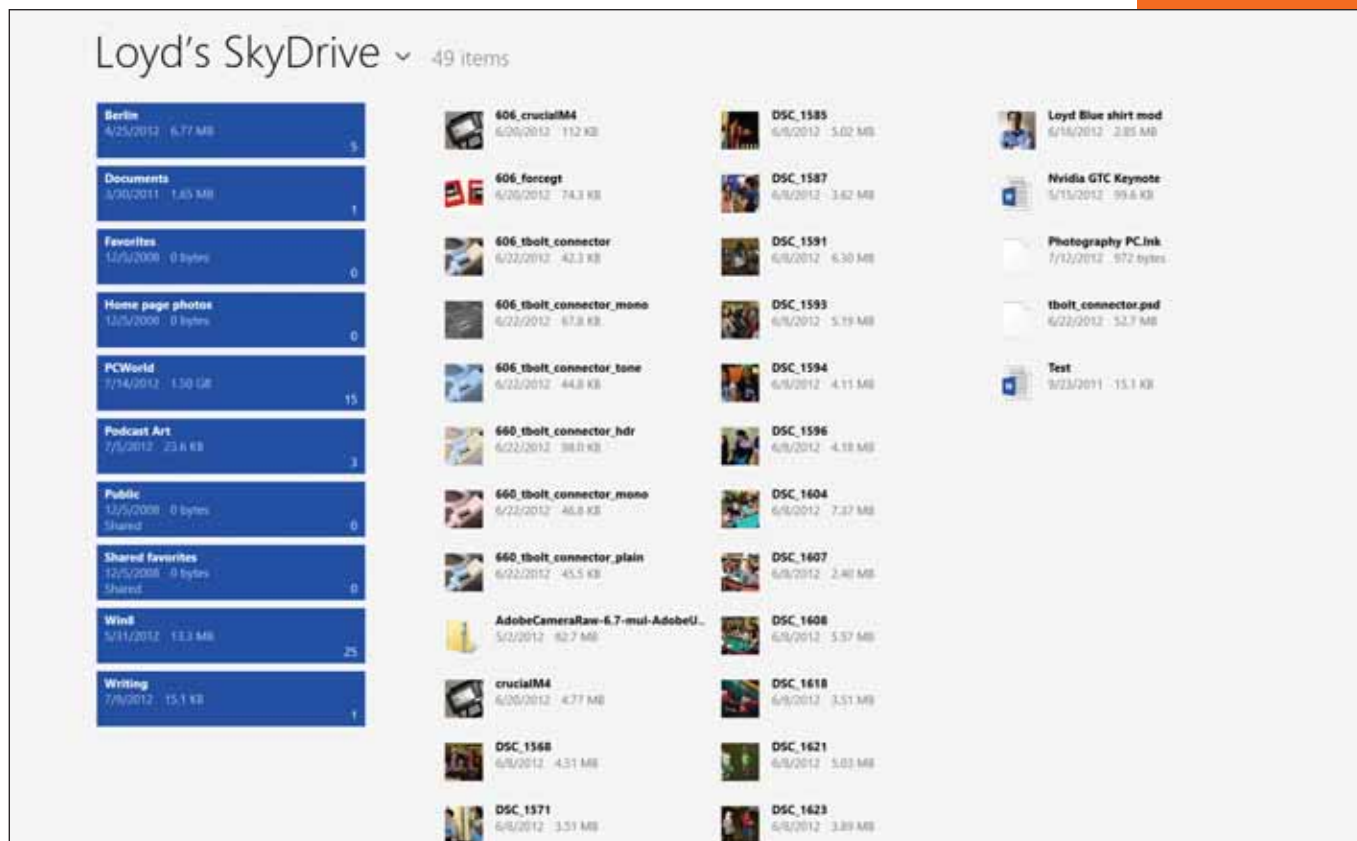 Loyd's SkyDrive 49 items
Berlin
4/25/2012 6.77 MB
5
Documents
3/30/2011 1.65 MB
1
Favorites
12/5/2008 0 bytes
0
Home page photos
12/5/2008 0 bytes
0
PCWorld
7/14/2012 1.50 GB
15
Podcast Art
7/5/2012 23.6 KB
3
Public
12/5/2008 0 bytes
Shared
0
Shared favorites
12/5/2008 0 bytes
Shared
0
Win8
5/31/2012 13.3 MB
25
Writing
7/9/2012 15.1 KB
1
606_crucialM4
6/20/2012 112 KB
606_forcegt
6/20/2012 74.3 KB
606_tbolt_connector
6/22/2012 42.3 KB
606_tbolt_connector_mono
6/22/2012 67.8 KB
606_tbolt_connector_tone
6/22/2012 44.8 KB
660_tbolt_connector_hdr
6/22/2012 98.0 KB
660_tbolt_connector_mono
6/22/2012 46.8 KB
660_tbolt_connector_plain
6/22/2012 45.5 KB
AdobeCameraRaw-6.7-mul-AdobeU...
5/2/2012 62.7 MB
crucialM4
6/20/2012 4.77 MB
DSC_1568
6/8/2012 4.31 MB
DSC_1571
6/8/2012 3.51 MB
DSC_1585
6/8/2012 5.02 MB
DSC_1587
6/8/2012 3.62 MB
DSC_1591
6/8/2012 6.30 MB
DSC_1593
6/8/2012 5.19 MB
DSC_1594
6/8/2012 4.11 MB
DSC_1596
6/8/2012 4.18 MB
DSC_1604
6/8/2012 7.37 MB
DSC_1607
6/8/2012 2.40 MB
DSC_1608
6/8/2012 5.57 MB
DSC_1618
6/8/2012 3.51 MB
DSC_1621
6/8/2012 5.03 MB
DSC_1623
6/8/2012 3.89 MB
Loyd Blue shirt mod
6/18/2012 2.85 MB
Nvidia GTC Keynote
5/15/2012 99.6 KB
Photography PC.lnk
7/12/2012 972 bytes
tbolt_connector.psd
6/22/2012 52.7 MB
Test
9/23/2011 15.1 KB